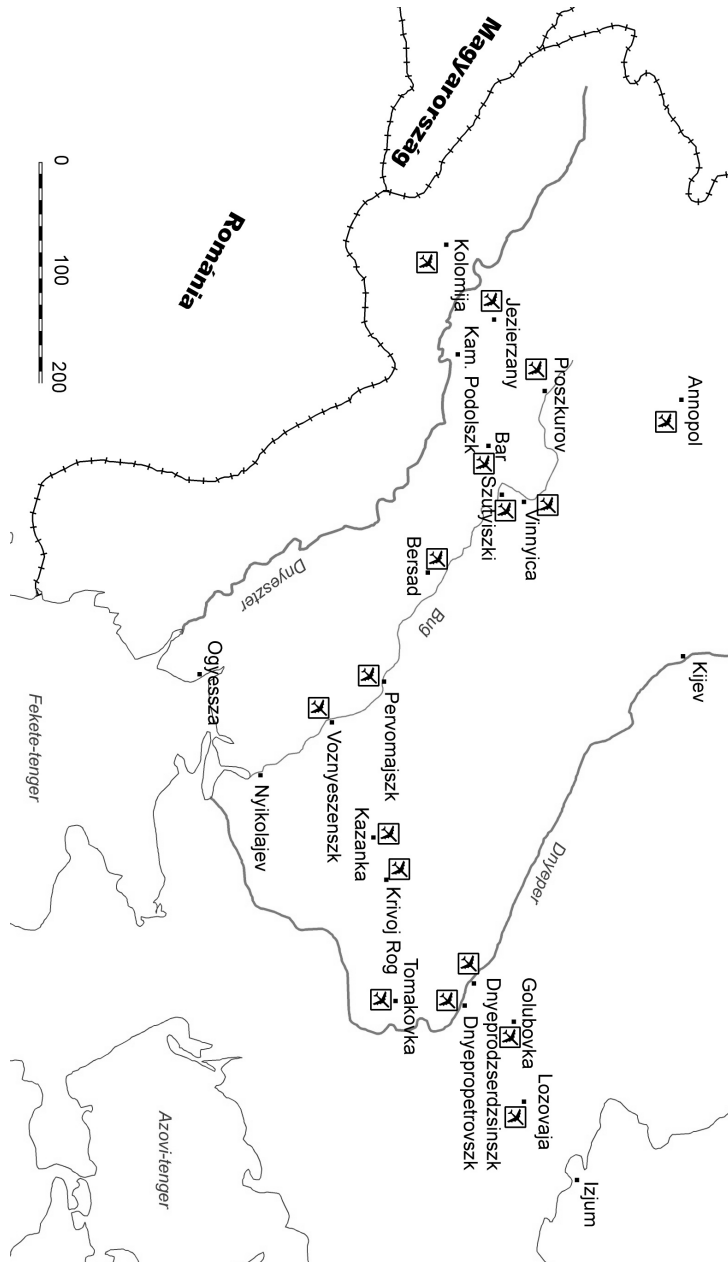 Magyarország
Románia
0
100
200
Annopol
Kijev
Proszkurov
Vinnyica
Jezierzany
Kolomija
Kam. Podolszk
Bar
Szutyiszki
Bersad
Dnyeszter
Bug
Ogyessza
Pervomajszk
Voznyeszenszk
Nyikolajev
Fekete-tenger
Kazanka
Krivoj Rog
Tomakovka
Dnyeper
Dnyeprodzserdzsinszk
Dnyepropetrovszk
Golubovka
Lozovaja
Izjum
Azovi-tenger